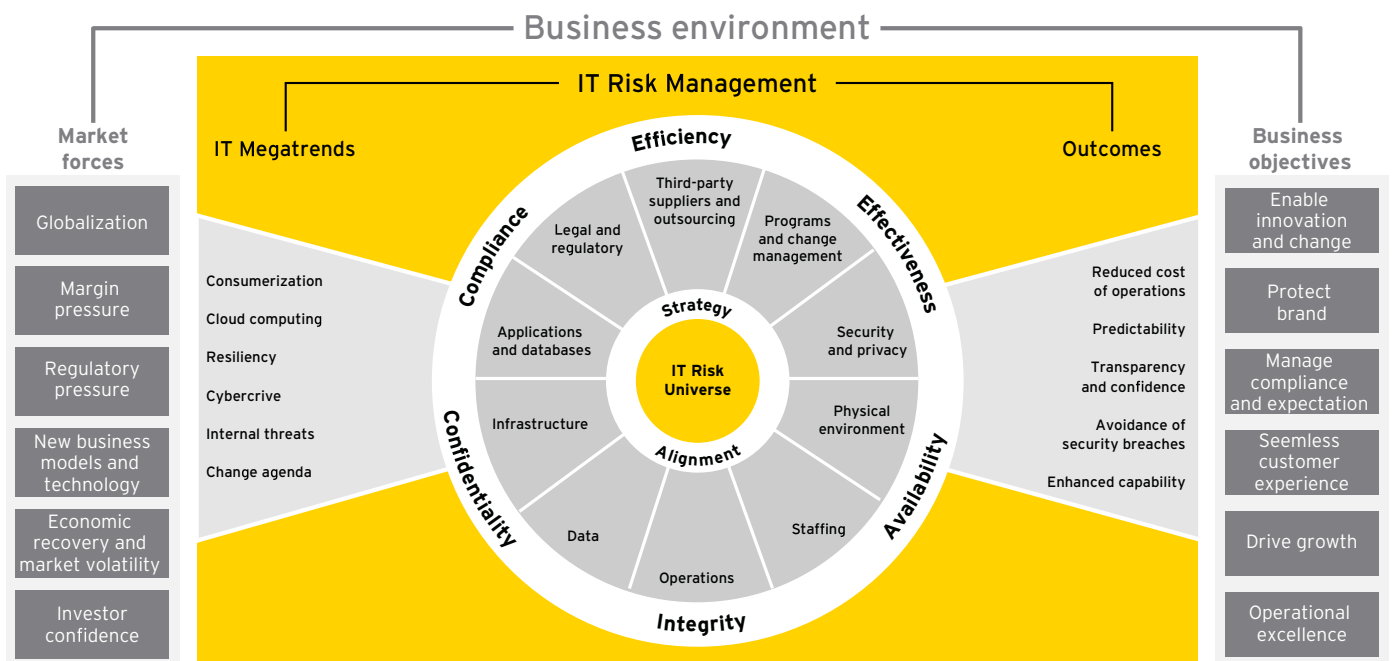 Business environment
Market
forces
Globalization
Margin
pressure
Regulatory
pressure
New business
models and
technology
Economic
recovery and
market volatility
Investor
confidence
IT Risk Management
IT Megatrends
Consumerization
Cloud computing
Resiliency
Cybercrive
Internal threats
Change agenda
Efficiency
Effectiveness
Availability
Integrity
Confidentiality
Compliance
Third-party
suppliers and
outsourcing
Programs
and change
management
Security
and privacy
Physical
environment
Staffing
Operations
Data
Infrastructure
Applications
and databases
Legal and
regulatory
Strategy
IT Risk
Universe
Alignment
Outcomes
Reduced cost
of operations
Predictability
Transparency
and confidence
Avoidance of
security breaches
Enhanced capability
Business
objectives
Enable
innovation
and change
Protect
brand
Manage
compliance
and expectation
Seemless
customer
experience
Drive growth
Operational
excellence